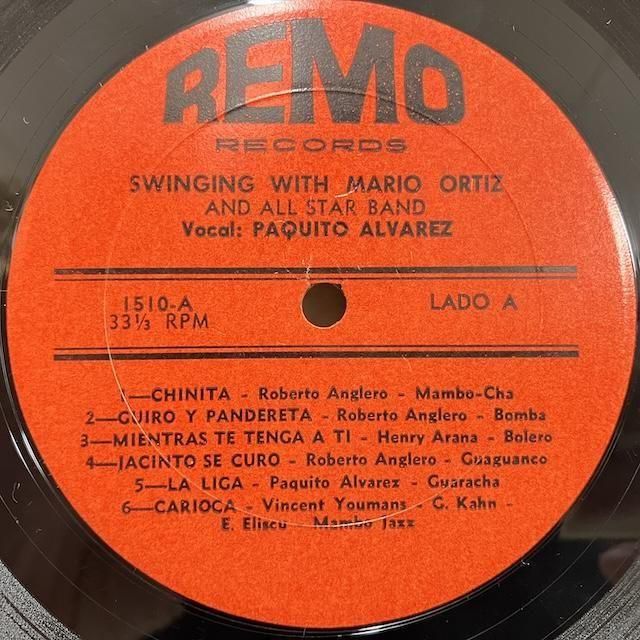 REMO
RECORDS
SWINGING WITH MARIO ORTIZ
AND ALL STAR BAND
Vocal: PAQUITO ALVAREZ
1510-A LADO A
33⅓ RPM
1—CHINITA - Roberto Anglero - Mambo-Cha
2—GUIRO Y PANDERETA - Roberto Anglero - Bomba
3—MIENTRAS TE TENGA A TI - Henry Arana - Bolero
4—JACINTO SE CURO - Roberto Anglero - Guaguanco
5—LA LIGA - Paquito Alvarez - Guaracha
6—CARIOCA - Vincent Youmans - G. Kahn -
E. Eliscu - Mambo Jazz